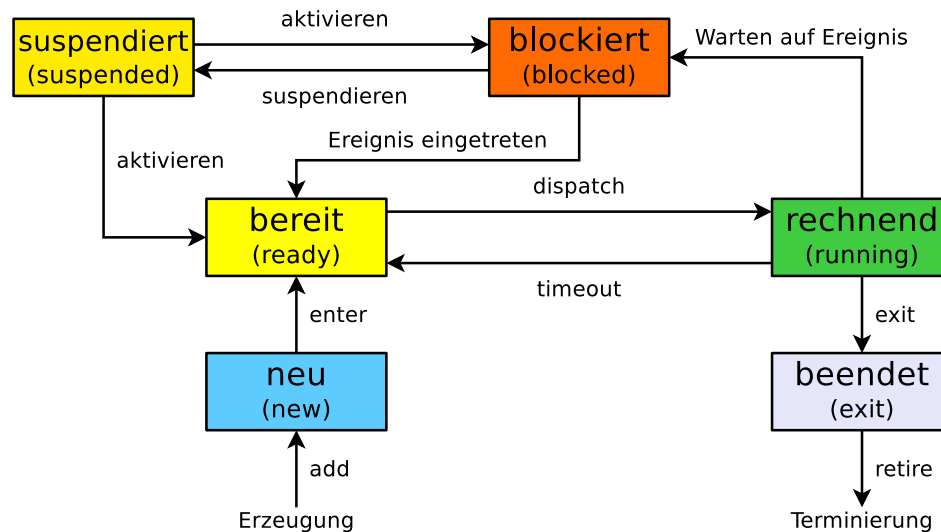 aktivieren
suspendiert
(suspended)
blockiert
(blocked)
Warten auf Ereignis
suspendieren
Ereignis eingetreten
aktivieren
dispatch
bereit
(ready)
rechnend
(running)
timeout
enter
exit
neu
(new)
beendet
(exit)
add
retire
Erzeugung
Terminierung